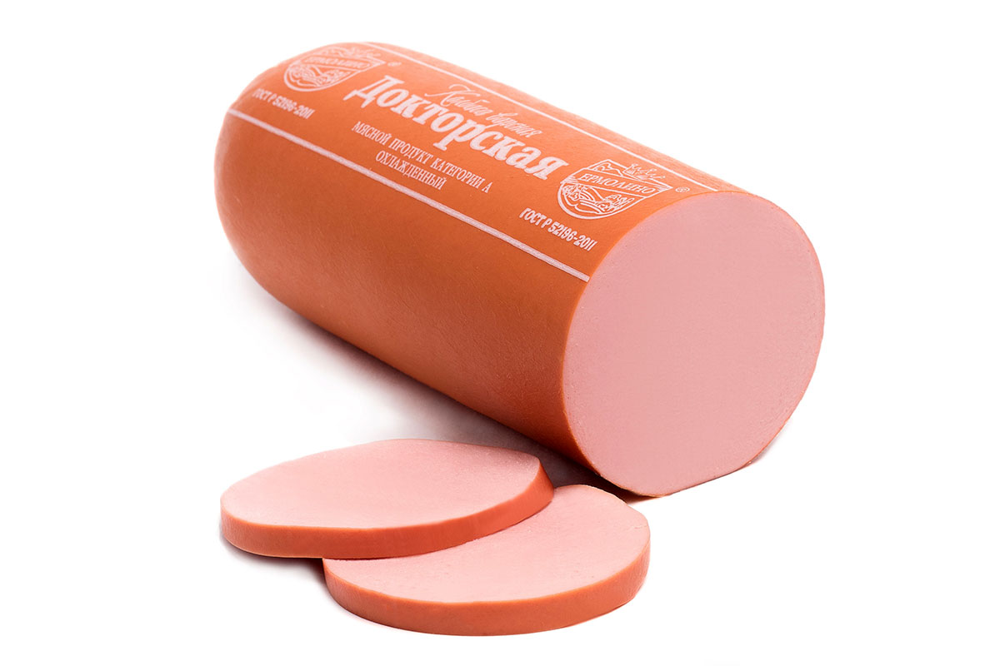 ЕРМОЛИНО
®
ГОСТ Р 52196-2011
Колбаса вареная
Докторская
МЯСНОЙ ПРОДУКТ КАТЕГОРИИ А
ОХЛАЖДЕННЫЙ
ЕРМОЛИНО
®
ГОСТ Р 52196-2011